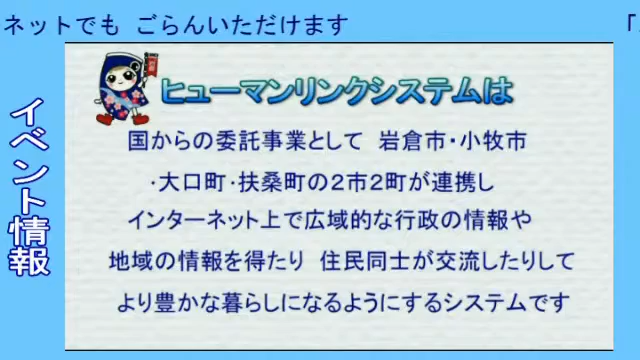 ネットでも ごらんいただけます
「
イベント情報
ヒューマンリンクシステムは
国からの委託事業として 岩倉市・小牧市
・大口町・扶桑町の2市2町が連携し
インターネット上で広域的な行政の情報や
地域の情報を得たり 住民同士が交流したりして
より豊かな暮らしになるようにするシステムです